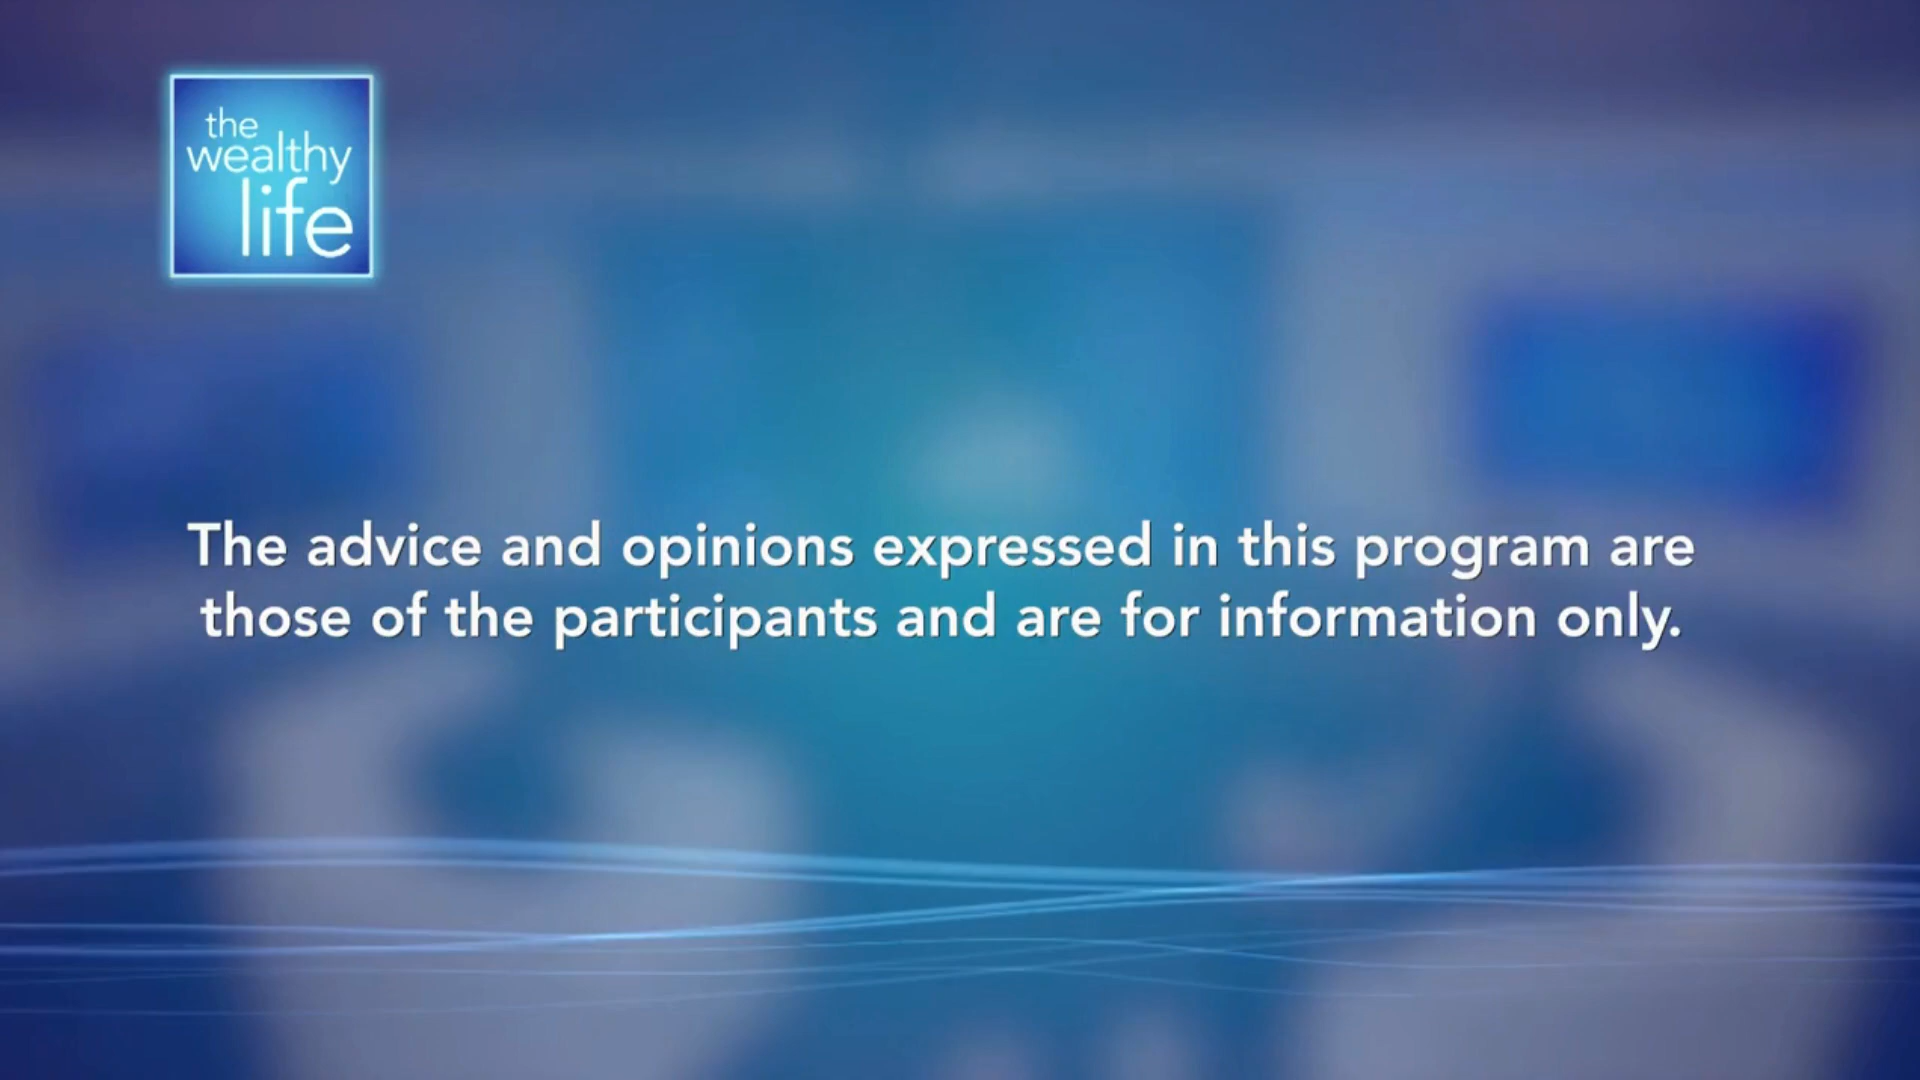 the
wealthy
life
The advice and opinions expressed in this program are
those of the participants and are for information only.